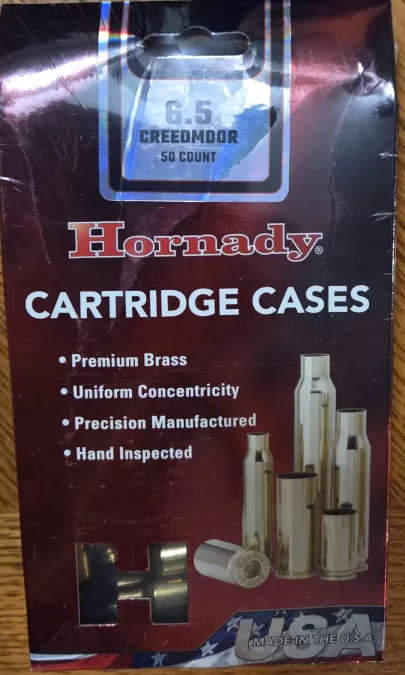 6.5
CREEDMOOR
50 COUNT
Hornady®
CARTRIDGE CASES
• Premium Brass
• Uniform Concentricity
• Precision Manufactured
• Hand Inspected
USA
MADE IN THE U.S.A.